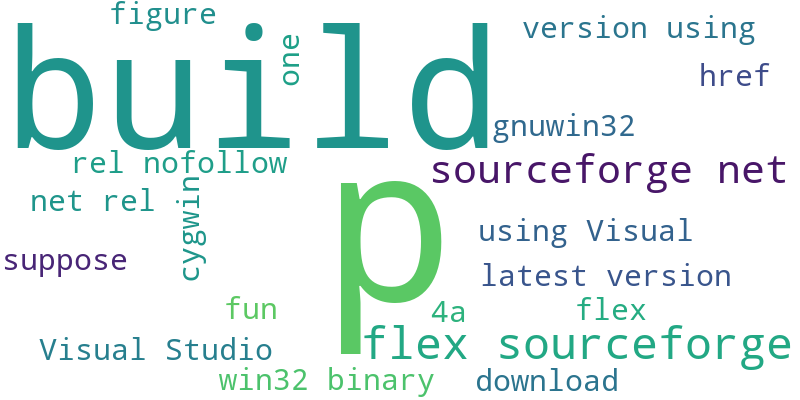 figure
version using
build
one
href
gnuwin32
rel nofollow
sourceforge net
p
net rel
cygwin
using Visual
suppose
latest version
fun
4a
flex
Visual Studio
flex sourceforge
win32 binary
download